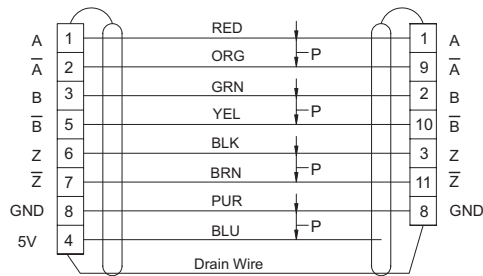 RED
A 1 1 A
ORG P
A̅ 2 9 A̅
GRN
B 3 2 B
YEL P
B̅ 5 10 B̅
BLK
Z 6 3 Z
BRN P
Z̅ 7 11 Z̅
PUR
GND 8 8 GND
BLU P
5V 4
Drain Wire